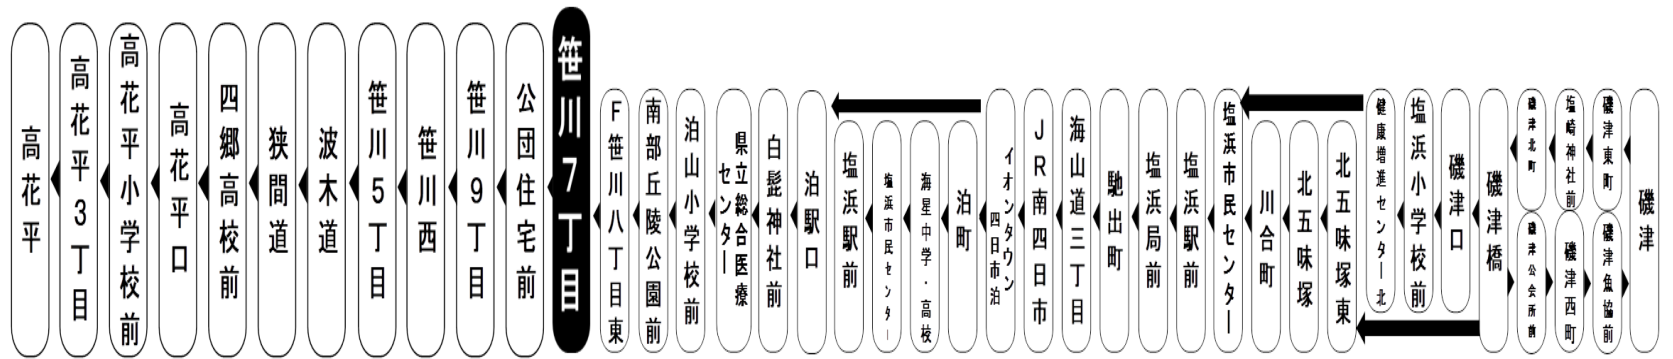 高花平
高花平3丁目
高花平小学校前
高花平口
四郷高校前
狭間道
波木道
笹川5丁目
笹川西
笹川9丁目
公団住宅前
笹川7丁目
F笹川八丁目東
南部丘陵公園前
泊山小学校前
県立総合医療センター
白髭神社前
泊駅口
塩浜駅前
塩浜市民センター
海星中学・高校
泊町
イオンタウン四日市泊
JR南四日市
海山道三丁目
馳出町
塩浜局前
塩浜駅前
塩浜市民センター
川合町
北五味塚
北五味塚東
健康増進センター北
塩浜小学校前
磯津口
磯津橋
磯津北町
磯津公会所前
塩崎神社前
磯津西町
磯津東町
磯津魚協前
磯津